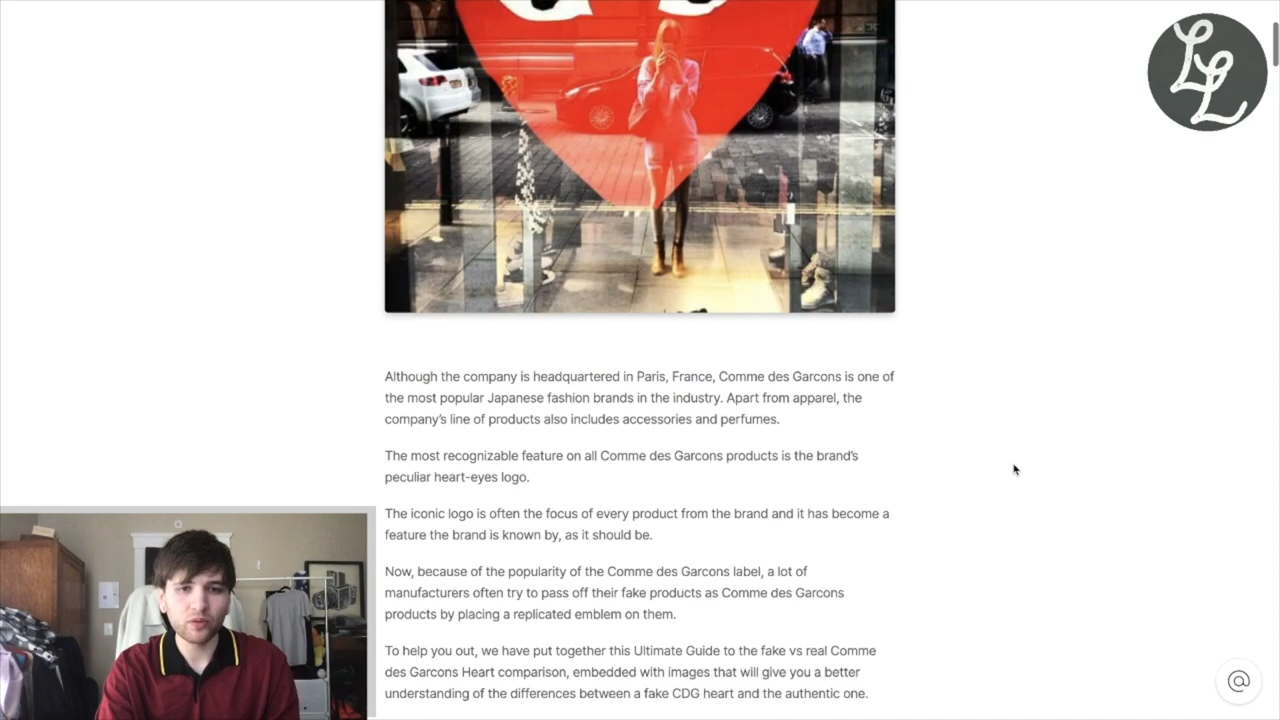 LYL
Although the company is headquartered in Paris, France, Comme des Garcons is one of
the most popular Japanese fashion brands in the industry. Apart from apparel, the
company's line of products also includes accessories and perfumes.
The most recognizable feature on all Comme des Garcons products is the brand's
peculiar heart-eyes logo.
The iconic logo is often the focus of every product from the brand and it has become a
feature the brand is known by, as it should be.
Now, because of the popularity of the Comme des Garcons label, a lot of
manufacturers often try to pass off their fake products as Comme des Garcons
products by placing a replicated emblem on them.
To help you out, we have put together this Ultimate Guide to the fake vs real Comme
des Garcons Heart comparison, embedded with images that will give you a better
understanding of the differences between a fake CDG heart and the authentic one.
@